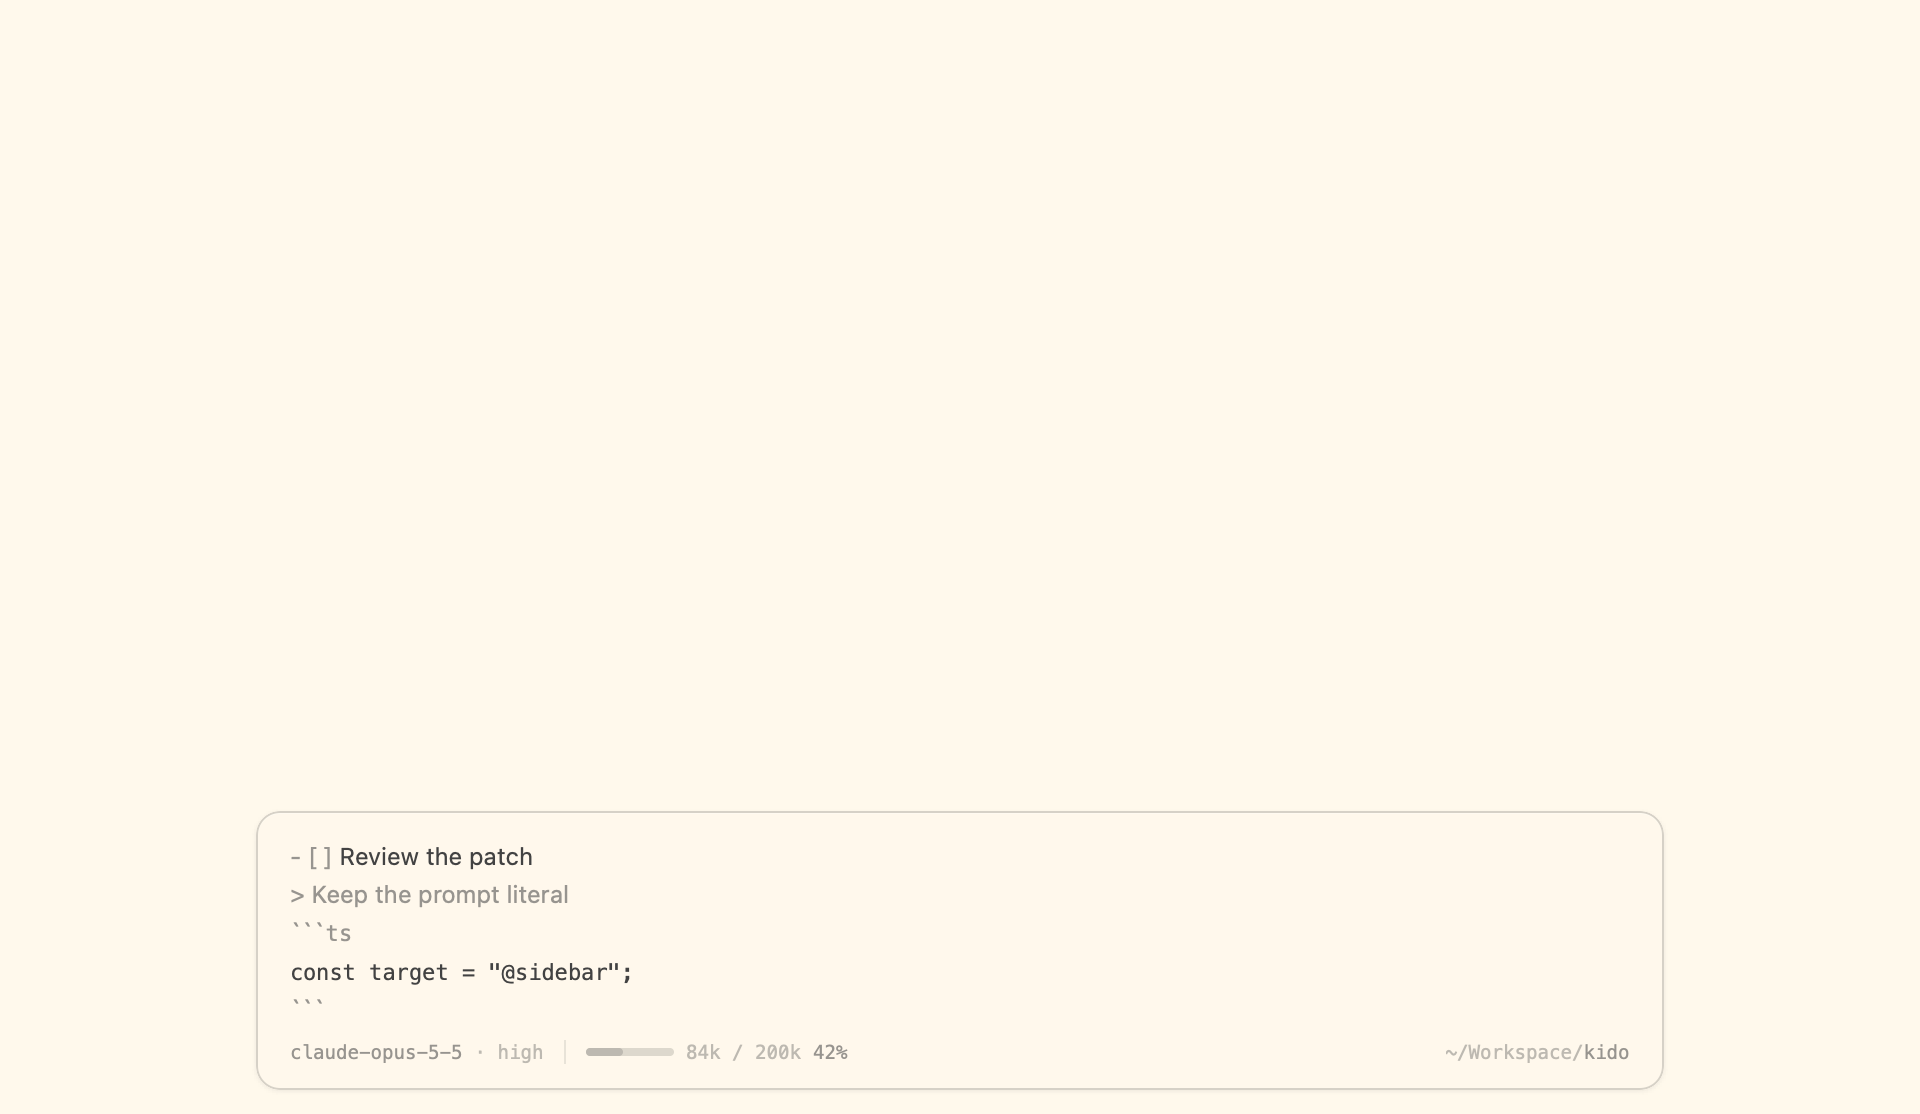 - [ ] Review the patch
> Keep the prompt literal
```ts
const target = "@sidebar";
```
claude-opus-5-5 · high | 84k / 200k 42% ~/Workspace/kido